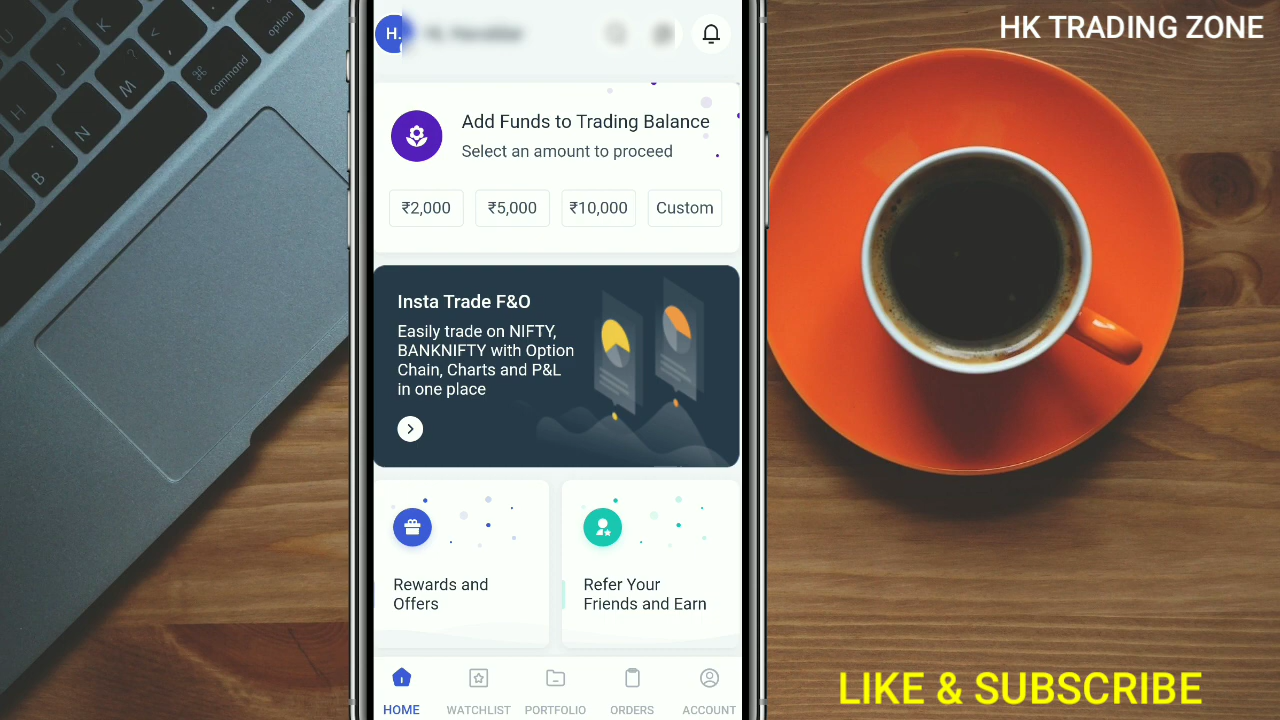 HK TRADING ZONE
H.
Add Funds to Trading Balance
Select an amount to proceed
₹2,000
₹5,000
₹10,000
Custom
Insta Trade F&O
Easily trade on NIFTY,
BANKNIFTY with Option
Chain, Charts and P&L
in one place
Rewards and
Offers
Refer Your
Friends and Earn
HOME
WATCHLIST
PORTFOLIO
ORDERS
ACCOUNT
LIKE & SUBSCRIBE
option
command
⌘
K
J
M
N
B
H
U
<
,